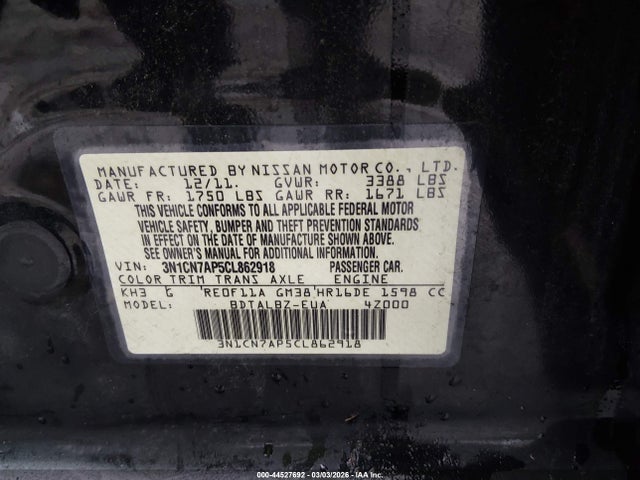 MANUFACTURED BY NISSAN MOTOR CO., LTD.
DATE: 12/11. GVWR: 3388 LBS
GAWR FR: 1750 LBS GAWR RR: 1671 LBS
THIS VEHICLE CONFORMS TO ALL APPLICABLE FEDERAL MOTOR
VEHICLE SAFETY, BUMPER AND THEFT PREVENTION STANDARDS
IN EFFECT ON THE DATE OF MANUFACTURE SHOWN ABOVE.
SEE OWNER'S MANUAL FOR ADDITIONAL INFORMATION.
VIN: 3N1CN7AP5CL862918 PASSENGER CAR.
COLOR TRIM TRANS AXLE ENGINE
KH3 G RE0F11A GM38 HR16DE 1598 CC
MODEL: BDTALBZ-EUA 4Z000
3N1CN7AP5CL862918
000-44527692 - 03/03/2026 - IAA, Inc.